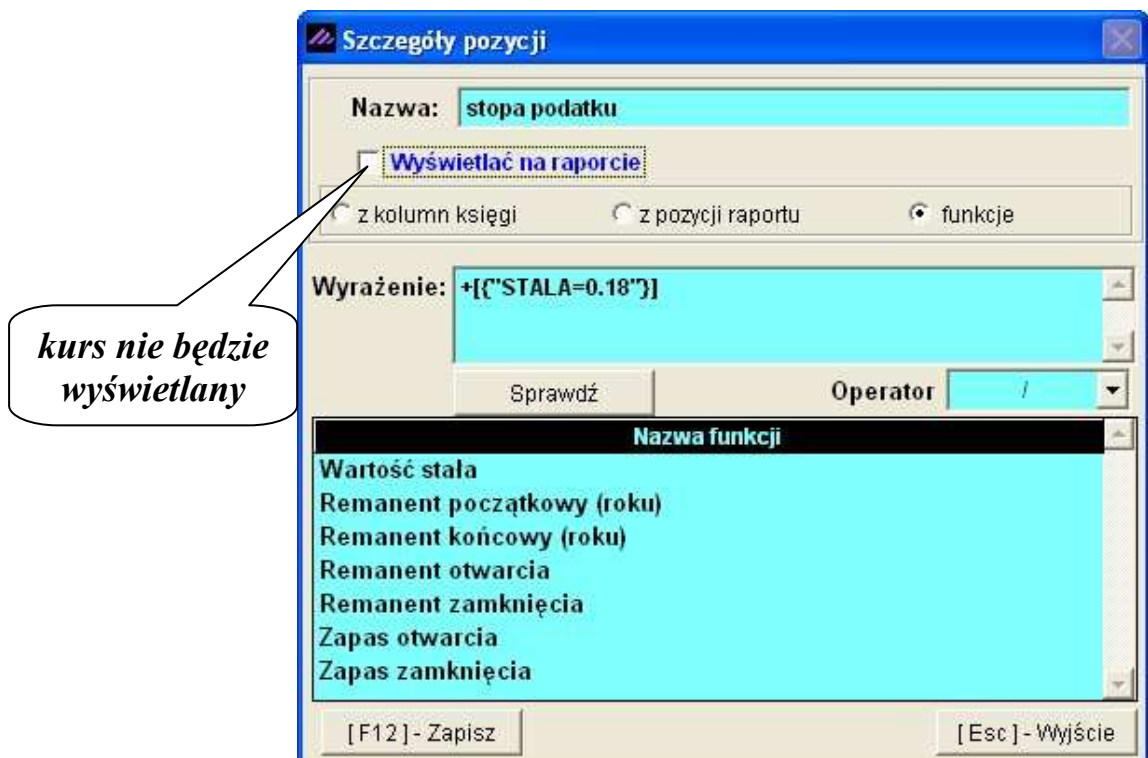 Szczegóły pozycji
Nazwa: stopa podatku
Wyświetlać na raporcie
z kolumn księgi z pozycji raportu funkcje
Wyrażenie: +[{"STALA=0.18"}]
kurs nie będzie
wyświetlany
Sprawdź Operator /
Nazwa funkcji
Wartość stała
Remanent początkowy (roku)
Remanent końcowy (roku)
Remanent otwarcia
Remanent zamknięcia
Zapas otwarcia
Zapas zamknięcia
[ F12 ] - Zapisz [ Esc ] - Wyjście